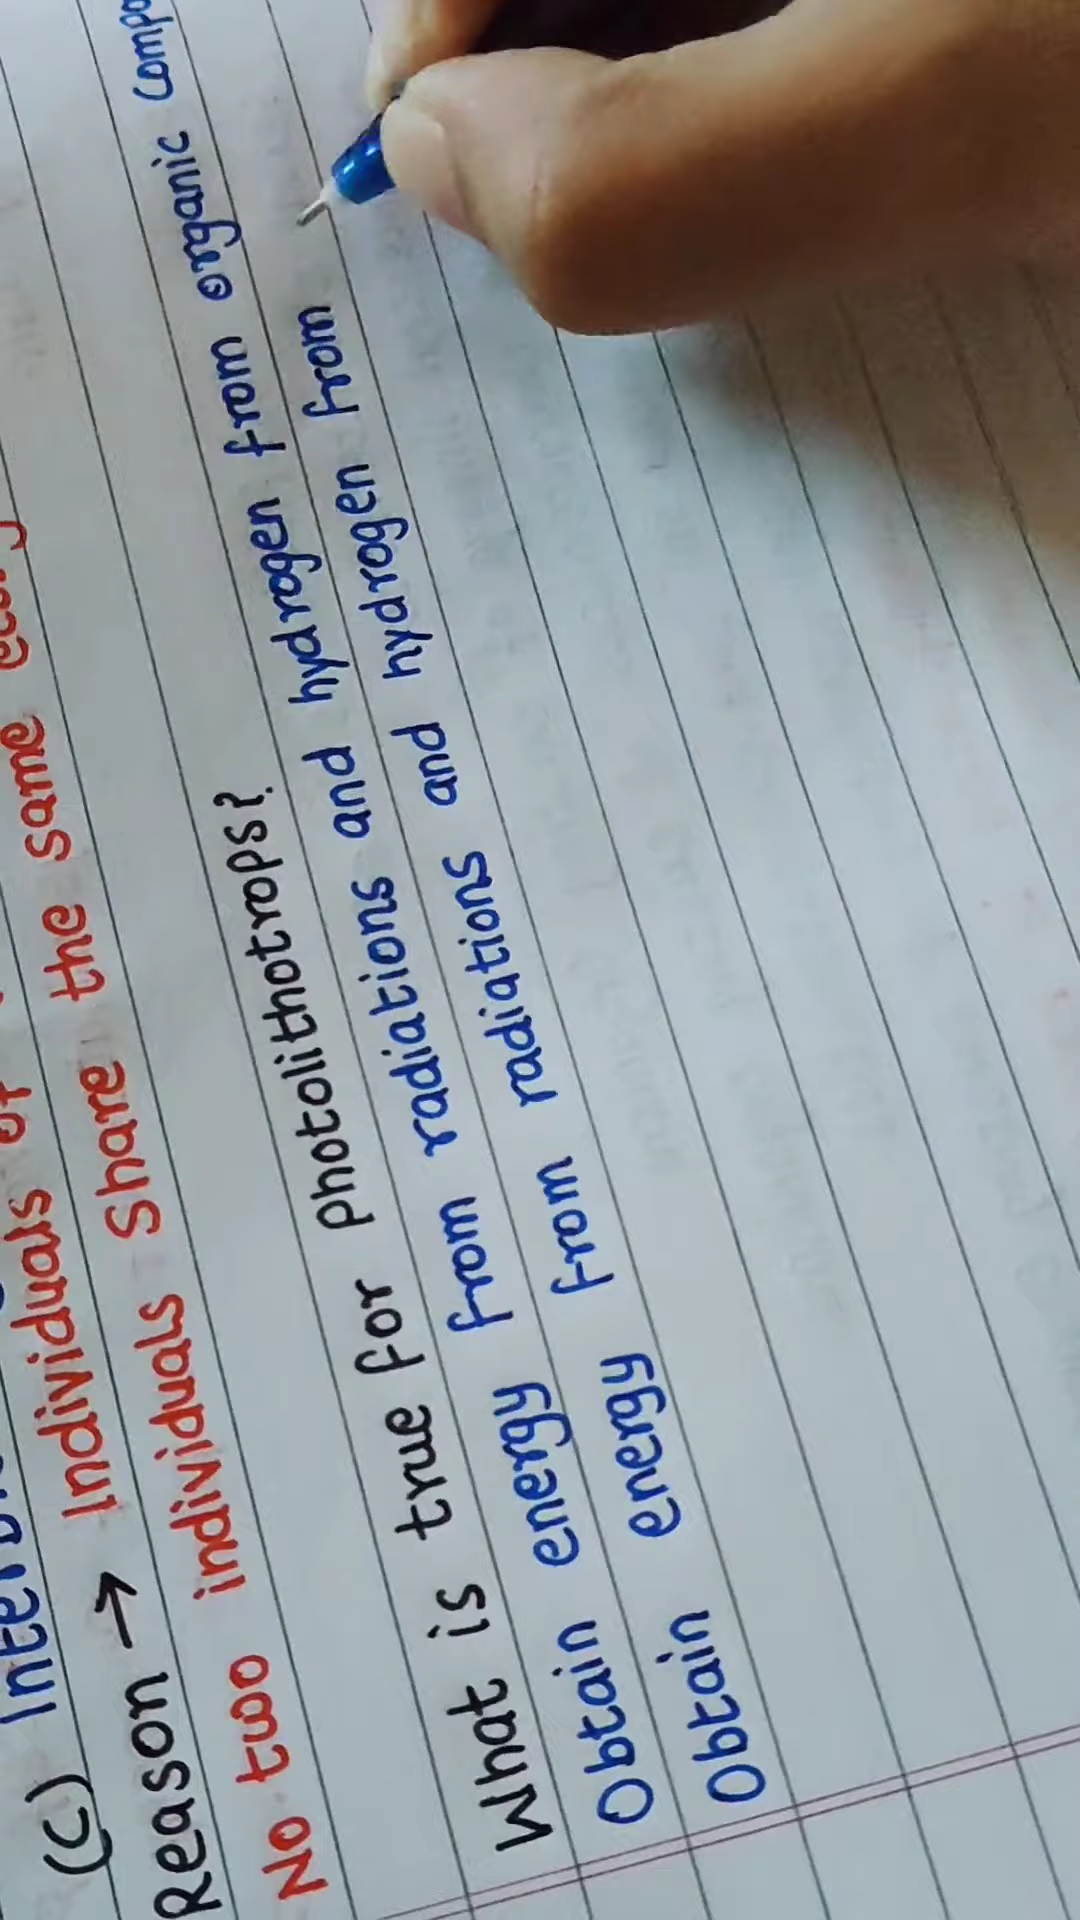 (C) Inter
Reason → Individuals of
No two individuals share the same
What is true for photolithotrops?
Obtain energy from radiations and hydrogen from organic compo
Obtain energy from radiations and hydrogen from